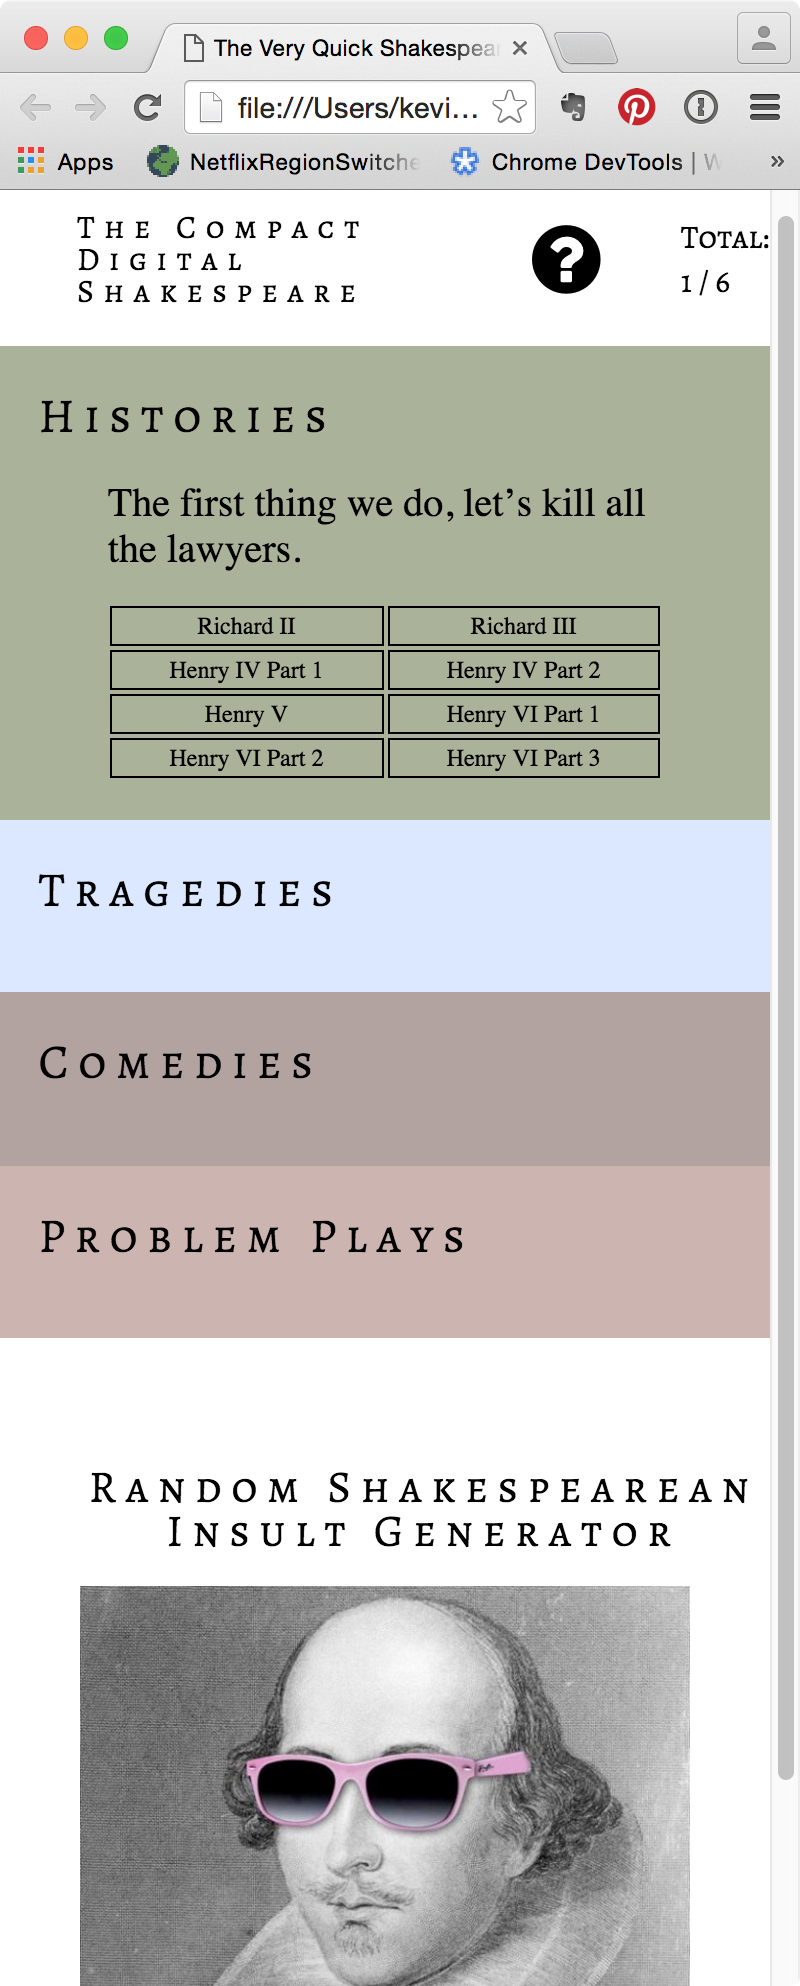 The Very Quick Shakespea
file:///Users/kevi...
Apps
NetflixRegionSwitche
Chrome DevTools | W
»
The Compact
Digital
Shakespeare
?
Total:
1 / 6
Histories
The first thing we do, let’s kill all
the lawyers.
Richard II
Richard III
Henry IV Part 1
Henry IV Part 2
Henry V
Henry VI Part 1
Henry VI Part 2
Henry VI Part 3
Tragedies
Comedies
Problem Plays
Random Shakespearean
Insult Generator